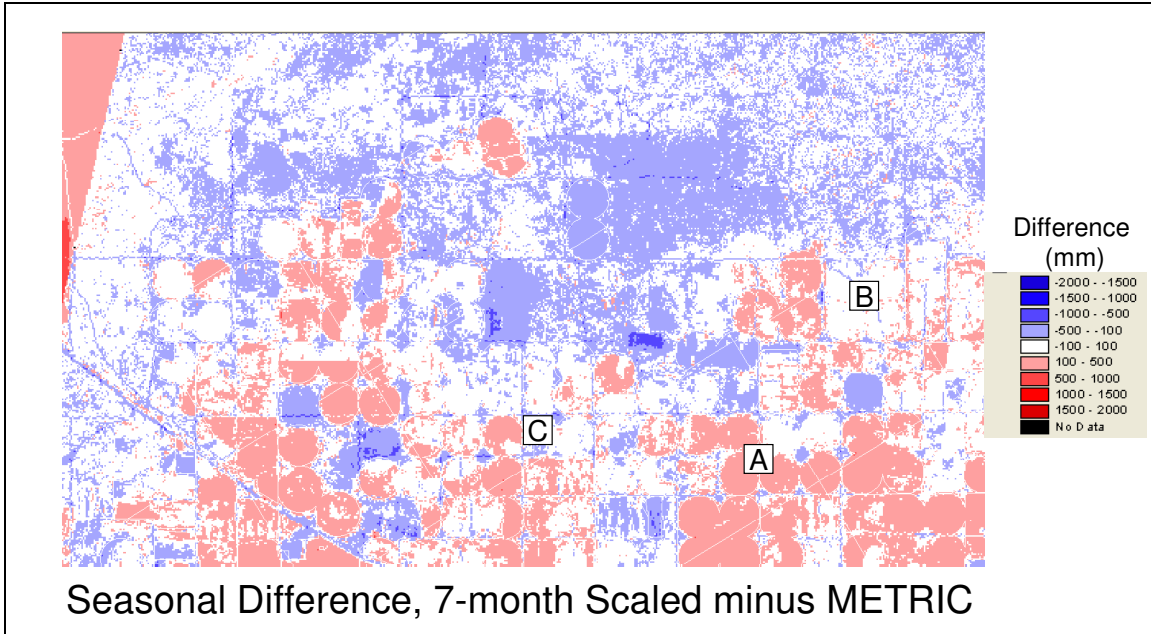 B
C
A
Difference
(mm)
-2000 - -1500
-1500 - -1000
-1000 - -500
-500 - -100
-100 - 100
100 - 500
500 - 1000
1000 - 1500
1500 - 2000
No Data
Seasonal Difference, 7-month Scaled minus METRIC